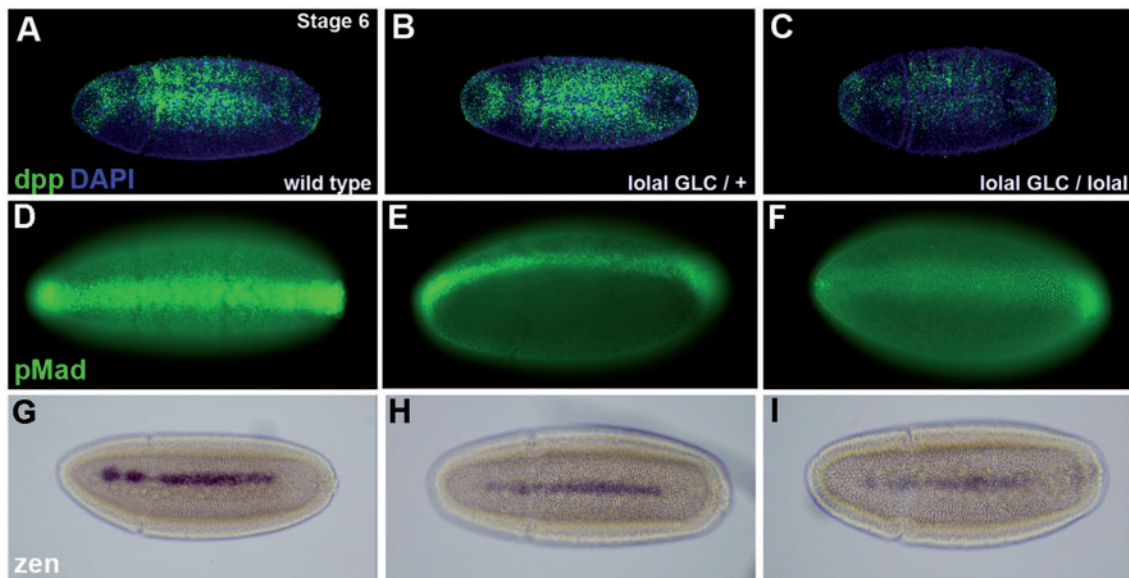 A
Stage 6
dpp DAPI
wild type
B
lolal GLC / +
C
lolal GLC / lolal
D
pMad
E
F
G
zen
H
I